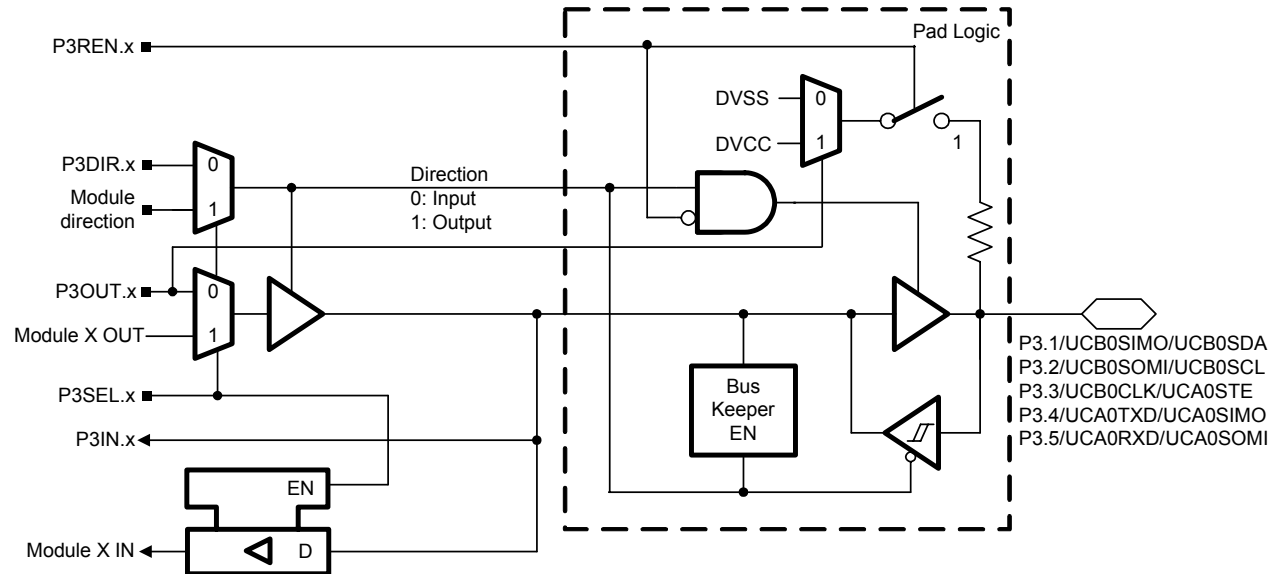 Pad Logic
P3REN.x
DVSS
0
DVCC
1
1
P3DIR.x
0
Module
direction
1
Direction
0: Input
1: Output
P3OUT.x
0
Module X OUT
1
P3SEL.x
P3IN.x
EN
D
Module X IN
Bus
Keeper
EN
P3.1/UCB0SIMO/UCB0SDA
P3.2/UCB0SOMI/UCB0SCL
P3.3/UCB0CLK/UCA0STE
P3.4/UCA0TXD/UCA0SIMO
P3.5/UCA0RXD/UCA0SOMI